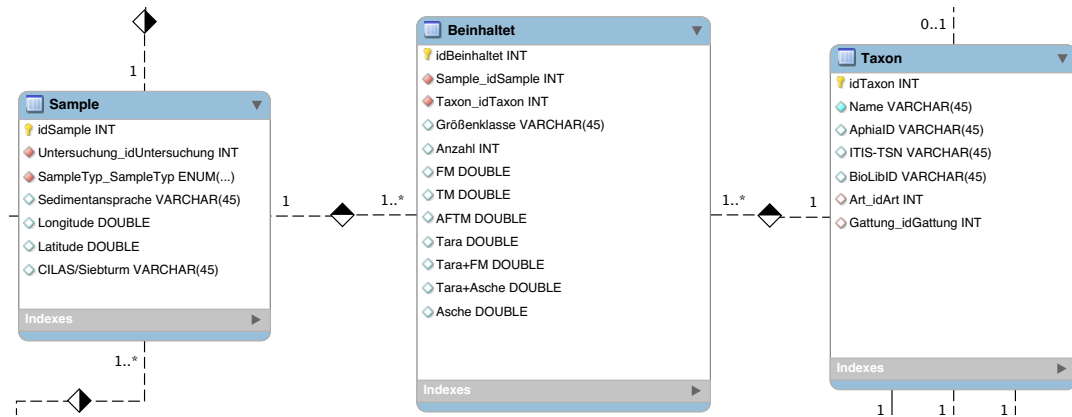 1
Sample
idSample INT
Untersuchung_idUntersuchung INT
SampleTyp_SampleTyp ENUM(...)
Sedimentansprache VARCHAR(45)
Longitude DOUBLE
Latitude DOUBLE
CILAS/Siebturm VARCHAR(45)
Indexes
1..*
1
1..*
Beinhaltet
idBeinhaltet INT
Sample_idSample INT
Taxon_idTaxon INT
Größenklasse VARCHAR(45)
Anzahl INT
FM DOUBLE
TM DOUBLE
AFTM DOUBLE
Tara DOUBLE
Tara+FM DOUBLE
Tara+Asche DOUBLE
Asche DOUBLE
Indexes
1..*
1
0..1
Taxon
idTaxon INT
Name VARCHAR(45)
AphiaID VARCHAR(45)
ITIS-TSN VARCHAR(45)
BioLibID VARCHAR(45)
Art_idArt INT
Gattung_idGattung INT
Indexes
1
1
1